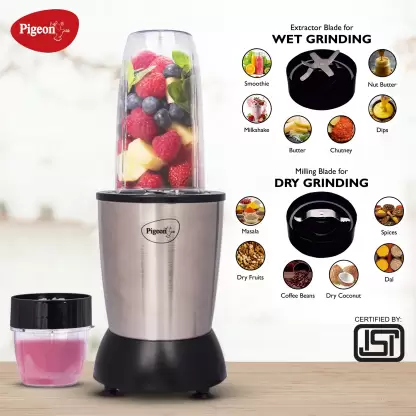 Pigeon
Extractor Blade for
WET GRINDING
Smoothie
Nut Butter
Milkshake
Dips
Butter
Chutney
Milling Blade for
DRY GRINDING
Masala
Spices
Dry Fruits
Dal
Coffee Beans
Dry Coconut
Pigeon
CERTIFIED BY:
ISI